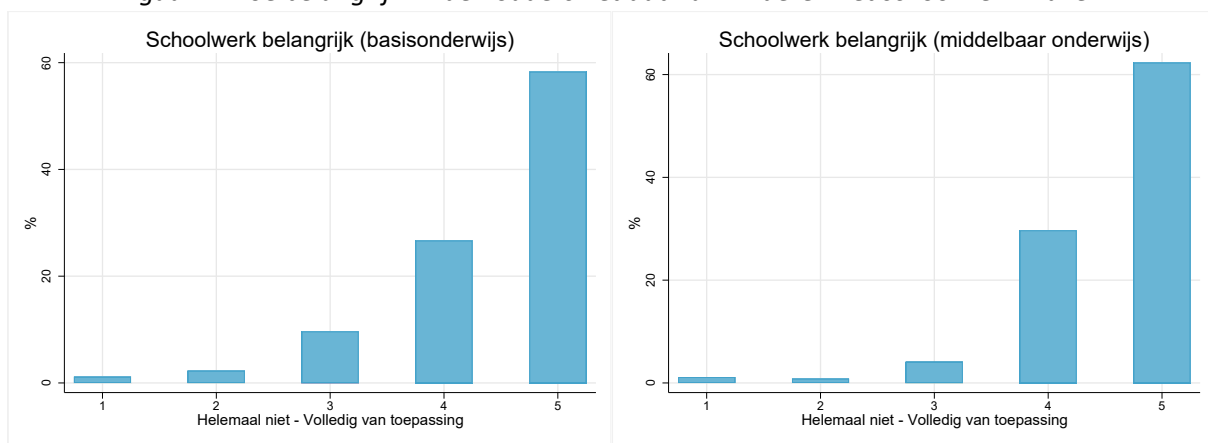 Schoolwerk belangrijk (basisonderwijs)
60
40
20
0
%
1 2 3 4 5
Helemaal niet - Volledig van toepassing
Schoolwerk belangrijk (middelbaar onderwijs)
60
40
20
0
%
1 2 3 4 5
Helemaal niet - Volledig van toepassing